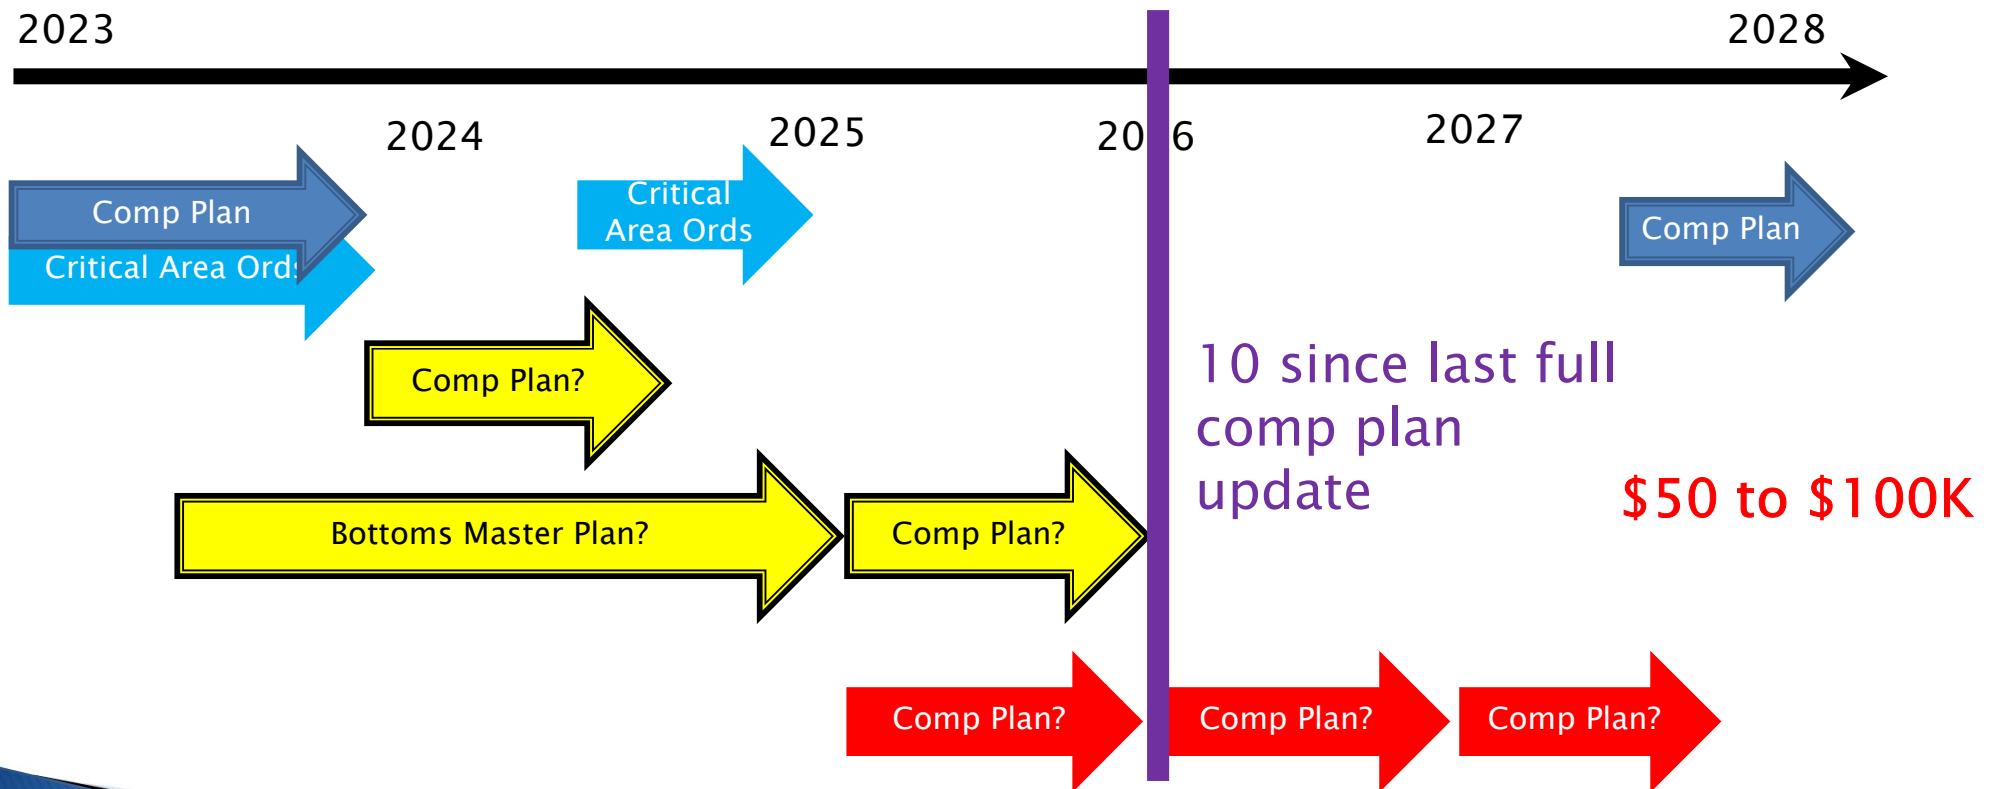 2023
2028
2024
2025
20 6
2027
Comp Plan
Critical Area Ords
Critical
Area Ords
Comp Plan
Comp Plan?
10 since last full
comp plan
update
$50 to $100K
Bottoms Master Plan?
Comp Plan?
Comp Plan?
Comp Plan?
Comp Plan?